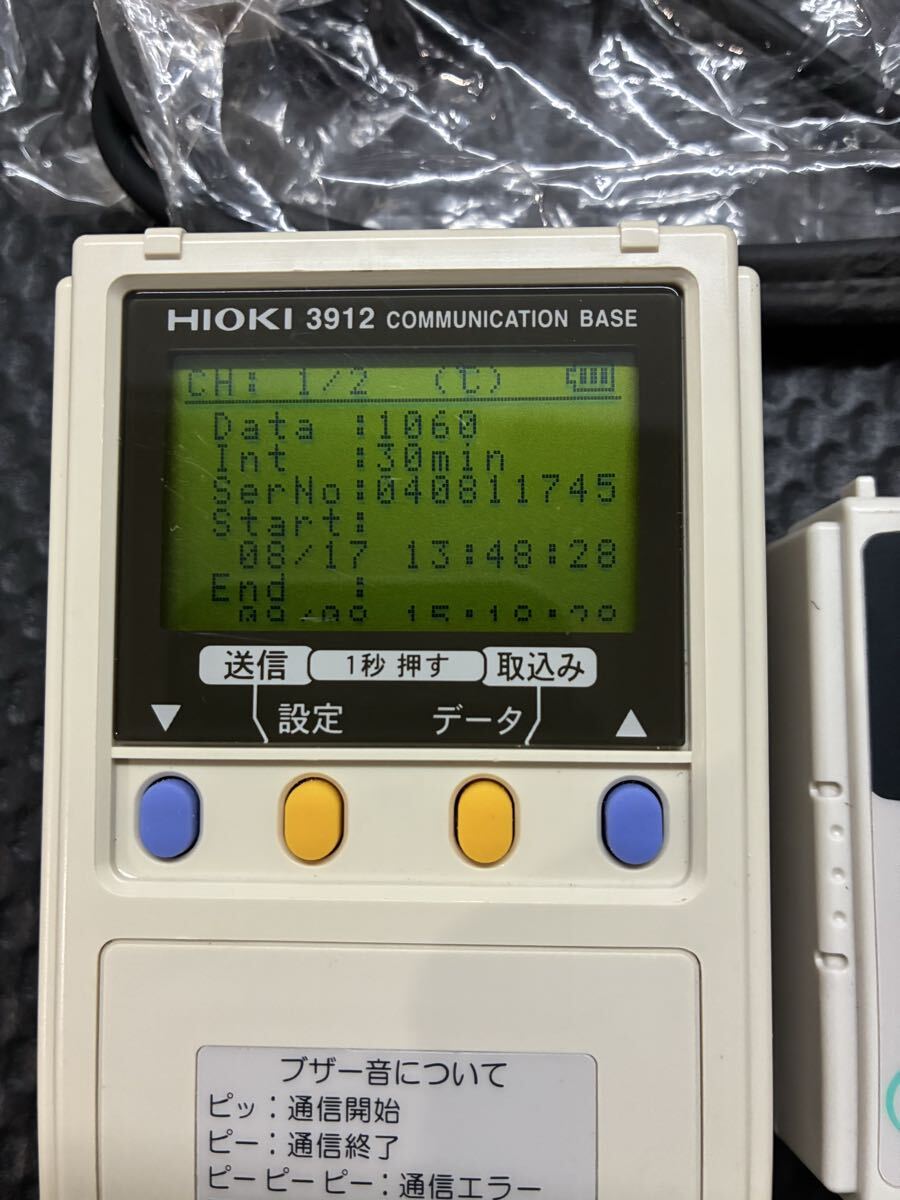 HIOKI 3912 COMMUNICATION BASE
CH: 1/2 (℃)
Data :1060
Int :30min
SerNo:040811745
Start:
08/17 13:48:28
End :
送信 1秒 押す 取込み
▼ 設定 データ ▲
ブザー音について
ピッ：通信開始
ピー：通信終了
ピーピーピー：通信エラー